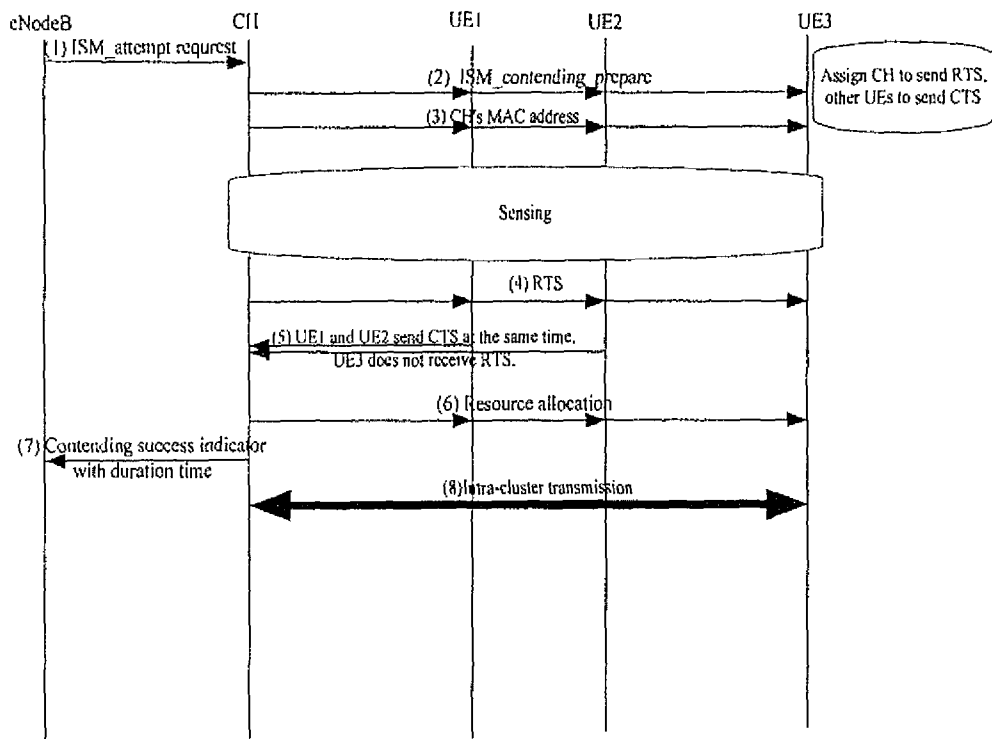 eNodeB
CH
UE1
UE2
UE3
(1) ISM_attempt requrest
(2) ISM_contending_prepare
Assign CH to send RTS,
other UEs to send CTS
(3) CH's MAC address
Sensing
(4) RTS
(5) UE1 and UE2 send CTS at the same time,
UE3 does not receive RTS.
(6) Resource allocation
(7) Contending success indicator
with duration time
(8)Intra-cluster transmission